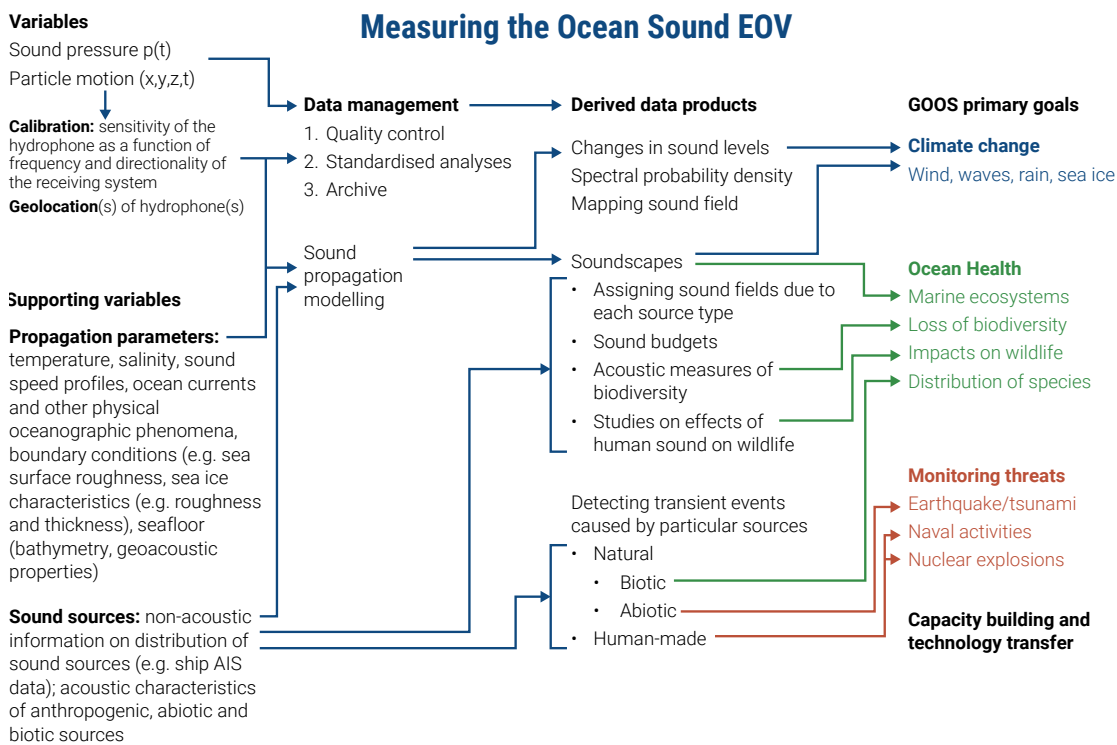 Measuring the Ocean Sound EOV
Variables
Sound pressure p(t)
Particle motion (x,y,z,t)
Calibration: sensitivity of the
hydrophone as a function of
frequency and directionality of
the receiving system
Geolocation(s) of hydrophone(s)
Supporting variables
Propagation parameters:
temperature, salinity, sound
speed profiles, ocean currents
and other physical
oceanographic phenomena,
boundary conditions (e.g. sea
surface roughness, sea ice
characteristics (e.g. roughness
and thickness), seafloor
(bathymetry, geoacoustic
properties)
Sound sources: non-acoustic
information on distribution of
sound sources (e.g. ship AIS
data); acoustic characteristics
of anthropogenic, abiotic and
biotic sources
Data management
1. Quality control
2. Standardised analyses
3. Archive
Sound
propagation
modelling
Derived data products
Changes in sound levels
Spectral probability density
Mapping sound field
Soundscapes
• Assigning sound fields due to
each source type
• Sound budgets
• Acoustic measures of
biodiversity
• Studies on effects of
human sound on wildlife
Detecting transient events
caused by particular sources
• Natural
• Biotic
• Abiotic
• Human-made
GOOS primary goals
Climate change
Wind, waves, rain, sea ice
Ocean Health
Marine ecosystems
Loss of biodiversity
Impacts on wildlife
Distribution of species
Monitoring threats
Earthquake/tsunami
Naval activities
Nuclear explosions
Capacity building and
technology transfer